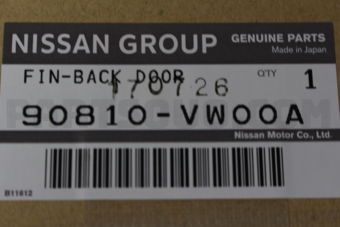 NISSAN GROUP GENUINE PARTS
Made in Japan
FIN-BACK DOOR Q'TY 1
170726
90810-VW00A
Nissan Motor Co., Ltd.
B11612